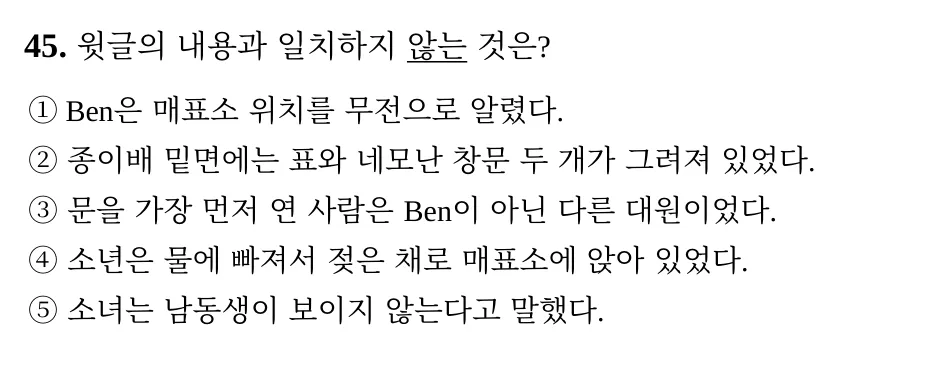 45. 윗글의 내용과 일치하지 않는 것은?
① Ben은 매표소 위치를 무전으로 알렸다.
② 종이배 밑면에는 표와 네모난 창문 두 개가 그려져 있었다.
③ 문을 가장 먼저 연 사람은 Ben이 아닌 다른 대원이었다.
④ 소년은 물에 빠져서 젖은 채로 매표소에 앉아 있었다.
⑤ 소녀는 남동생이 보이지 않는다고 말했다.